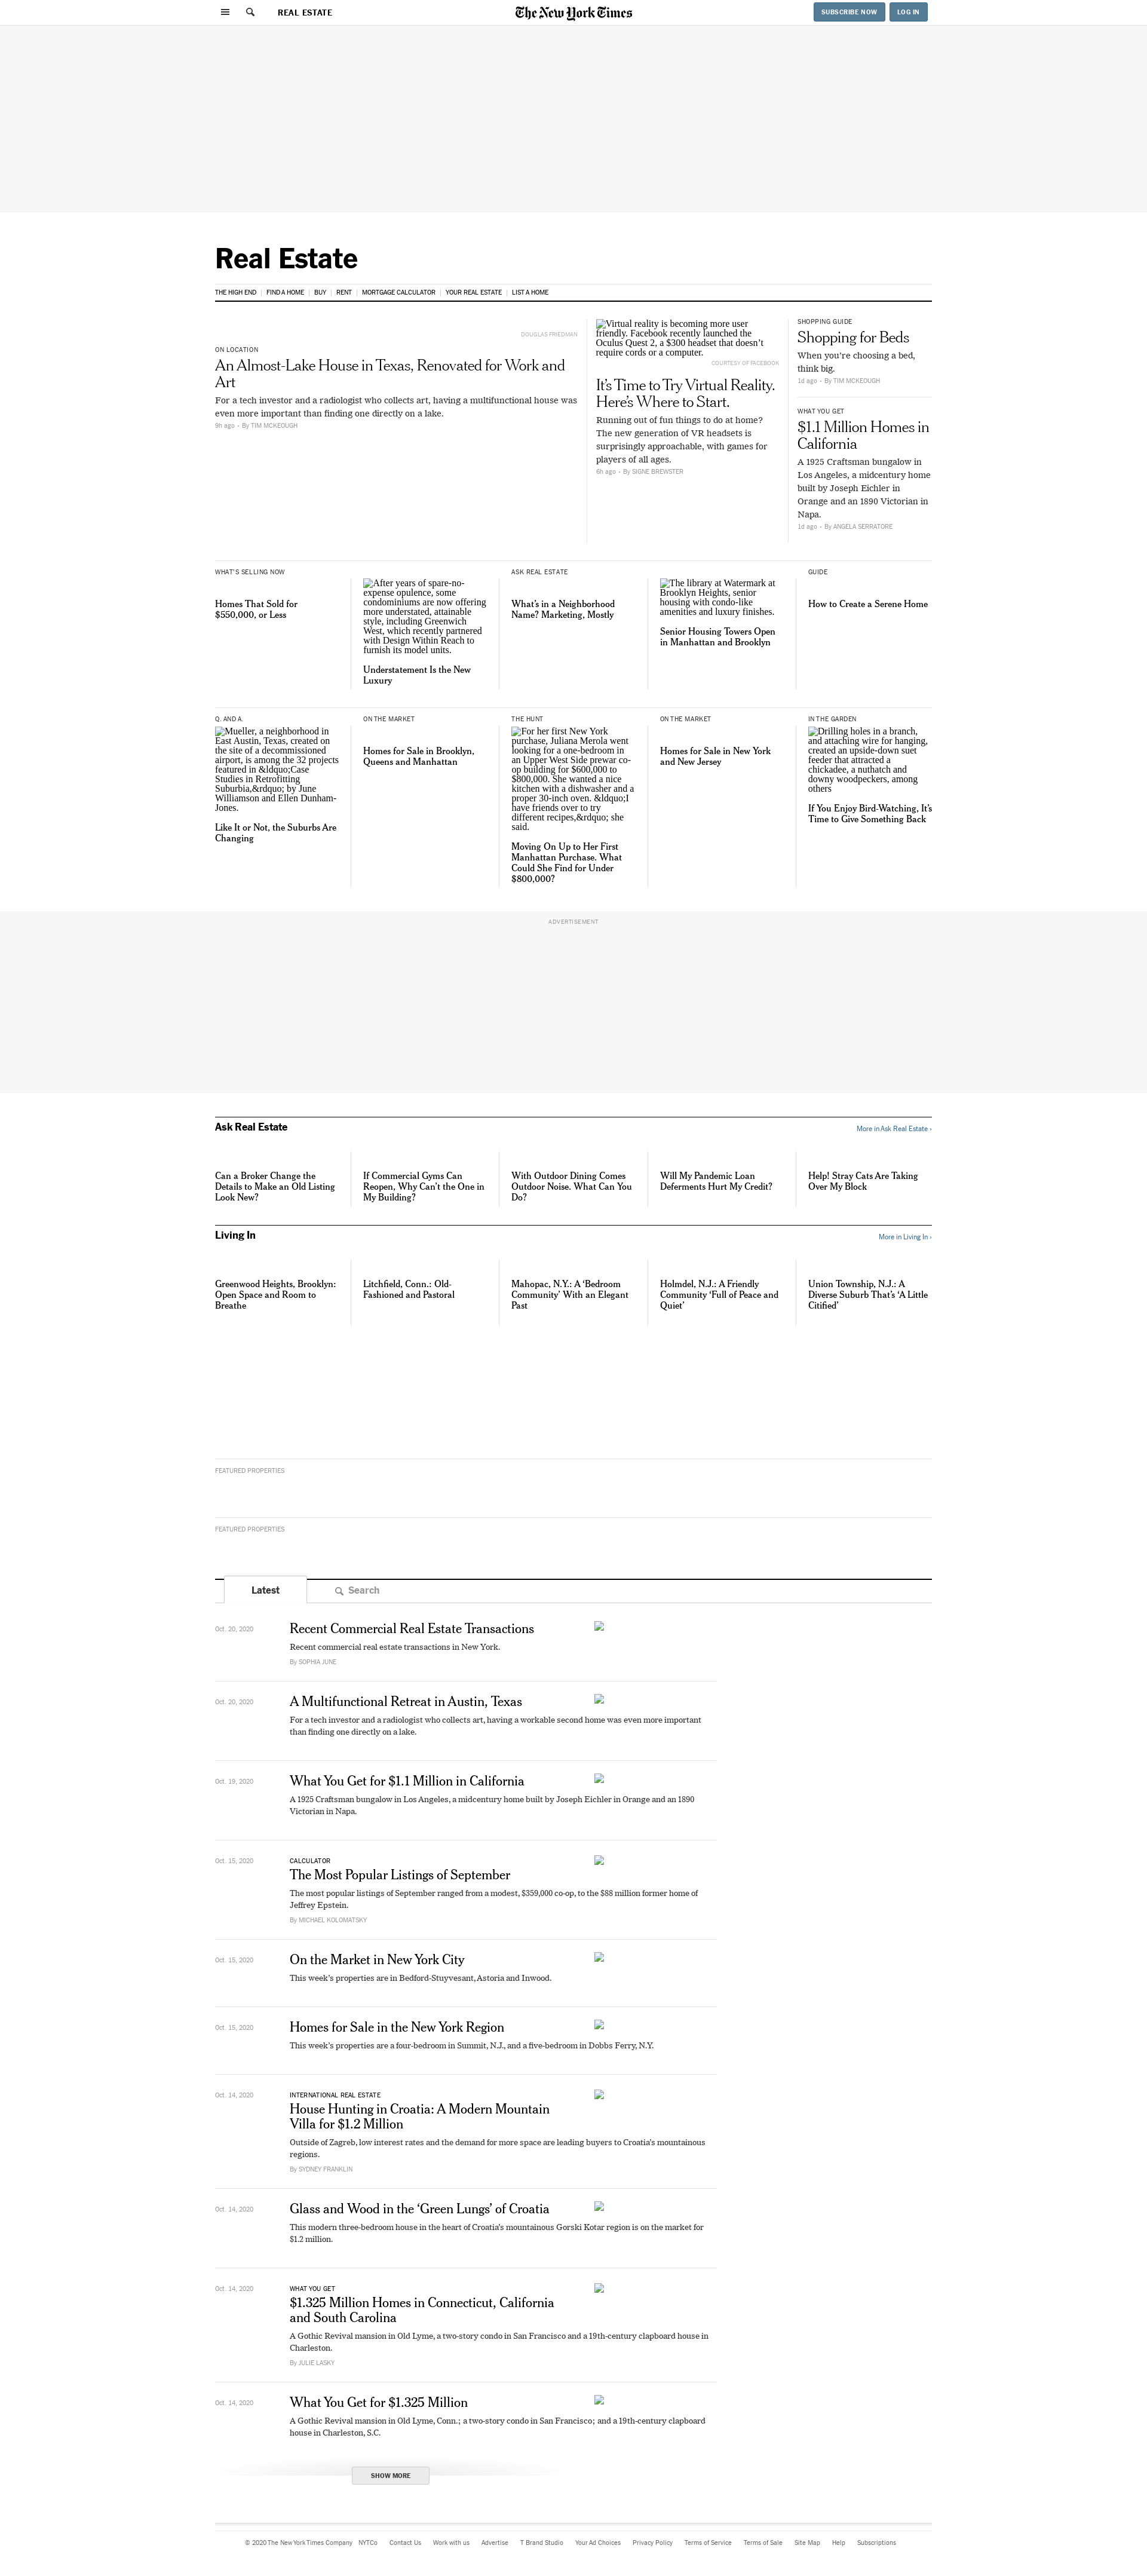 REAL ESTATE
The New York Times
SUBSCRIBE NOW
LOG IN
Real Estate
THE HIGH END | FIND A HOME | BUY | RENT | MORTGAGE CALCULATOR | YOUR REAL ESTATE | LIST A HOME
DOUGLAS FRIEDMAN
ON LOCATION
An Almost-Lake House in Texas, Renovated for Work and
Art
For a tech investor and a radiologist who collects art, having a multifunctional house was
even more important than finding one directly on a lake.
9h ago • By TIM MCKEOUGH
Virtual reality is becoming more user
friendly. Facebook recently launched the
Oculus Quest 2, a $300 headset that doesn’t
require cords or a computer.
COURTESY OF FACEBOOK
It’s Time to Try Virtual Reality.
Here’s Where to Start.
Running out of fun things to do at home?
The new generation of VR headsets is
surprisingly approachable, with games for
players of all ages.
6h ago • By SIGNE BREWSTER
SHOPPING GUIDE
Shopping for Beds
When you’re choosing a bed,
think big.
1d ago • By TIM MCKEOUGH
WHAT YOU GET
$1.1 Million Homes in
California
A 1925 Craftsman bungalow in
Los Angeles, a midcentury home
built by Joseph Eichler in
Orange and an 1890 Victorian in
Napa.
1d ago • By ANGELA SERRATORE
WHAT'S SELLING NOW
Homes That Sold for
$550,000, or Less
After years of spare-no-
expense opulence, some
condominiums are now offering
more understated, attainable
style, including Greenwich
West, which recently partnered
with Design Within Reach to
furnish its model units.
Understatement Is the New
Luxury
ASK REAL ESTATE
What’s in a Neighborhood
Name? Marketing, Mostly
The library at Watermark at
Brooklyn Heights, senior
housing with condo-like
amenities and luxury finishes.
Senior Housing Towers Open
in Manhattan and Brooklyn
GUIDE
How to Create a Serene Home
Q. AND A.
Mueller, a neighborhood in
East Austin, Texas, created on
the site of a decommissioned
airport, is among the 32 projects
featured in &ldquo;Case
Studies in Retrofitting
Suburbia,&rdquo; by June
Williamson and Ellen Dunham-
Jones.
Like It or Not, the Suburbs Are
Changing
ON THE MARKET
Homes for Sale in Brooklyn,
Queens and Manhattan
THE HUNT
For her first New York
purchase, Juliana Merola went
looking for a one-bedroom in
an Upper West Side prewar co-
op building for $600,000 to
$800,000. She wanted a nice
kitchen with a dishwasher and a
proper 30-inch oven. &ldquo;I
have friends over to try
different recipes,&rdquo; she
said.
Moving On Up to Her First
Manhattan Purchase. What
Could She Find for Under
$800,000?
ON THE MARKET
Homes for Sale in New York
and New Jersey
IN THE GARDEN
Drilling holes in a branch,
and attaching wire for hanging,
created an upside-down suet
feeder that attracted a
chickadee, a nuthatch and
downy woodpeckers, among
others
If You Enjoy Bird-Watching, It’s
Time to Give Something Back
ADVERTISEMENT
Ask Real Estate
More in Ask Real Estate ›
Can a Broker Change the
Details to Make an Old Listing
Look New?
If Commercial Gyms Can
Reopen, Why Can’t the One in
My Building?
With Outdoor Dining Comes
Outdoor Noise. What Can You
Do?
Will My Pandemic Loan
Deferments Hurt My Credit?
Help! Stray Cats Are Taking
Over My Block
Living In
More in Living In ›
Greenwood Heights, Brooklyn:
Open Space and Room to
Breathe
Litchfield, Conn.: Old-
Fashioned and Pastoral
Mahopac, N.Y.: A ‘Bedroom
Community’ With an Elegant
Past
Holmdel, N.J.: A Friendly
Community ‘Full of Peace and
Quiet’
Union Township, N.J.: A
Diverse Suburb That’s ‘A Little
Citified’
FEATURED PROPERTIES
FEATURED PROPERTIES
Latest
Search
Oct. 20, 2020
Recent Commercial Real Estate Transactions
Recent commercial real estate transactions in New York.
By SOPHIA JUNE
Oct. 20, 2020
A Multifunctional Retreat in Austin, Texas
For a tech investor and a radiologist who collects art, having a workable second home was even more important
than finding one directly on a lake.
Oct. 19, 2020
What You Get for $1.1 Million in California
A 1925 Craftsman bungalow in Los Angeles, a midcentury home built by Joseph Eichler in Orange and an 1890
Victorian in Napa.
Oct. 15, 2020
CALCULATOR
The Most Popular Listings of September
The most popular listings of September ranged from a modest, $359,000 co-op, to the $88 million former home of
Jeffrey Epstein.
By MICHAEL KOLOMATSKY
Oct. 15, 2020
On the Market in New York City
This week’s properties are in Bedford-Stuyvesant, Astoria and Inwood.
Oct. 15, 2020
Homes for Sale in the New York Region
This week’s properties are a four-bedroom in Summit, N.J., and a five-bedroom in Dobbs Ferry, N.Y.
Oct. 14, 2020
INTERNATIONAL REAL ESTATE
House Hunting in Croatia: A Modern Mountain
Villa for $1.2 Million
Outside of Zagreb, low interest rates and the demand for more space are leading buyers to Croatia’s mountainous
regions.
By SYDNEY FRANKLIN
Oct. 14, 2020
Glass and Wood in the ‘Green Lungs’ of Croatia
This modern three-bedroom house in the heart of Croatia’s mountainous Gorski Kotar region is on the market for
$1.2 million.
Oct. 14, 2020
WHAT YOU GET
$1.325 Million Homes in Connecticut, California
and South Carolina
A Gothic Revival mansion in Old Lyme, a two-story condo in San Francisco and a 19th-century clapboard house in
Charleston.
By JULIE LASKY
Oct. 14, 2020
What You Get for $1.325 Million
A Gothic Revival mansion in Old Lyme, Conn.; a two-story condo in San Francisco; and a 19th-century clapboard
house in Charleston, S.C.
SHOW MORE
© 2020 The New York Times Company NYTCo Contact Us Work with us Advertise T Brand Studio Your Ad Choices Privacy Policy Terms of Service Terms of Sale Site Map Help Subscriptions